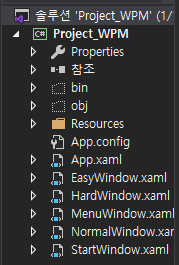 솔루션 'Project_WPM' (1/
C# Project_WPM
Properties
참조
bin
obj
Resources
App.config
App.xaml
EasyWindow.xaml
HardWindow.xaml
MenuWindow.xaml
NormalWindow.xaml
StartWindow.xaml